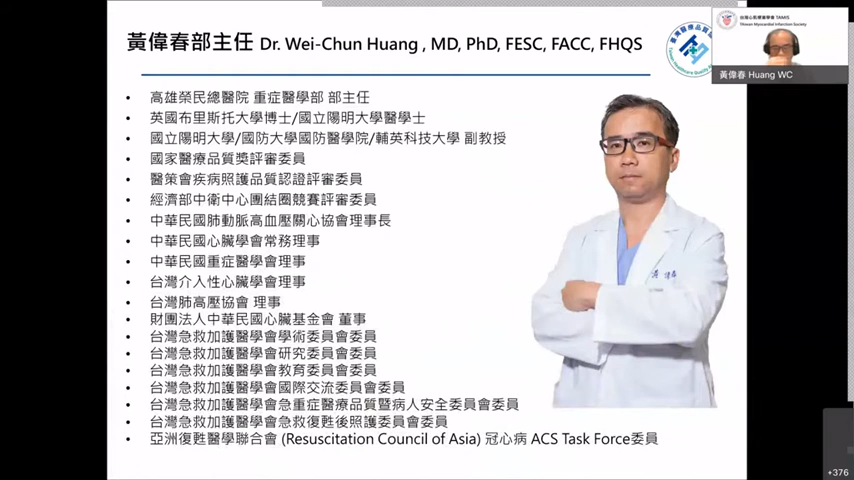 黃偉春部主任 Dr. Wei-Chun Huang , MD, PhD, FESC, FACC, FHQS
台灣心肌梗塞學會 TAMIS
Taiwan Myocardial Infarction Society
黃偉春 Huang WC
• 高雄榮民總醫院 重症醫學部 部主任
• 英國布里斯托大學博士/國立陽明大學醫學士
• 國立陽明大學/國防大學國防醫學院/輔英科技大學 副教授
• 國家醫療品質獎評審委員
• 醫策會疾病照護品質認證評審委員
• 經濟部中衛中心團結圈競賽評審委員
• 中華民國肺動脈高血壓關心協會理事長
• 中華民國心臟學會常務理事
• 中華民國重症醫學會理事
• 台灣介入性心臟學會理事
• 台灣肺高壓協會 理事
• 財團法人中華民國心臟基金會 董事
• 台灣急救加護醫學會學術委員會委員
• 台灣急救加護醫學會研究委員會委員
• 台灣急救加護醫學會教育委員會委員
• 台灣急救加護醫學會國際交流委員會委員
• 台灣急救加護醫學會急重症醫療品質暨病人安全委員會委員
• 台灣急救加護醫學會急救復甦後照護委員會委員
• 亞洲復甦醫學聯合會 (Resuscitation Council of Asia) 冠心病 ACS Task Force委員
+376